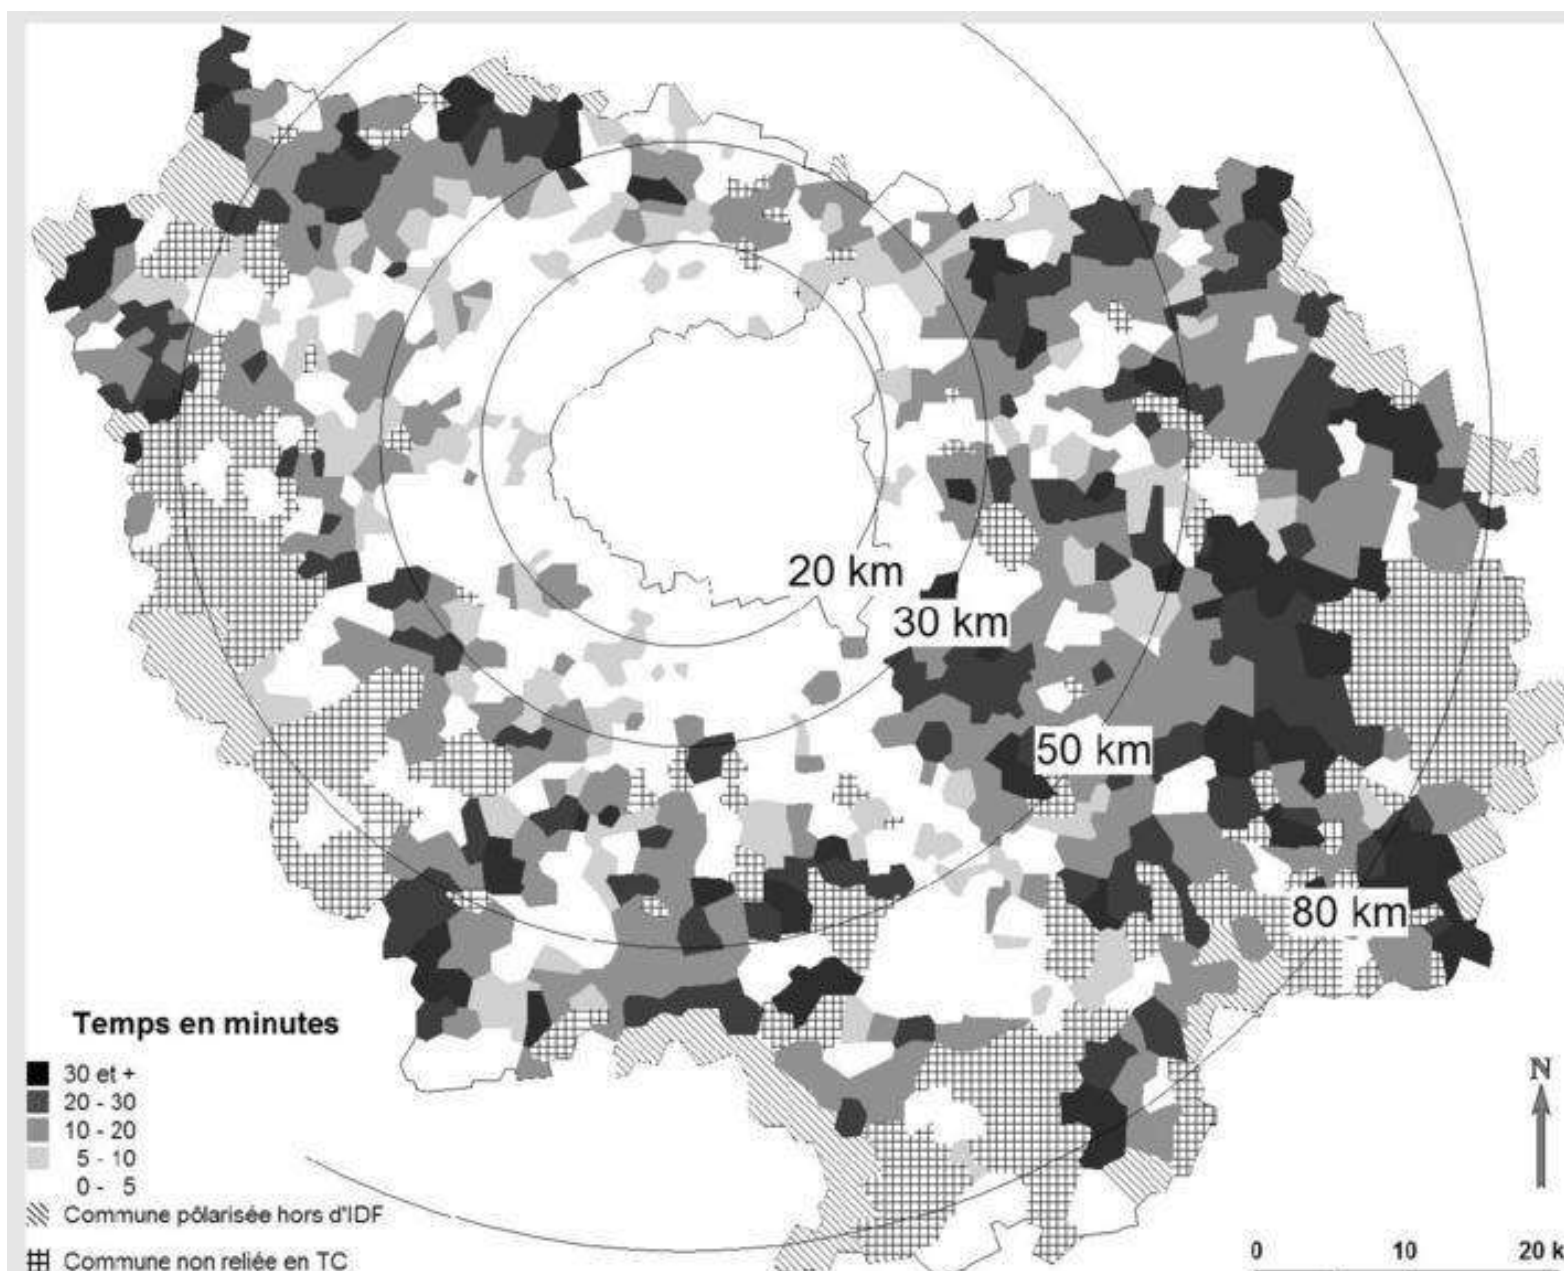 20 km
30 km
50 km
80 km
Temps en minutes
30 et +
20 - 30
10 - 20
5 - 10
0 - 5
Commune pôlarisée hors d'IDF
Commune non reliée en TC
N
0 10 20 k